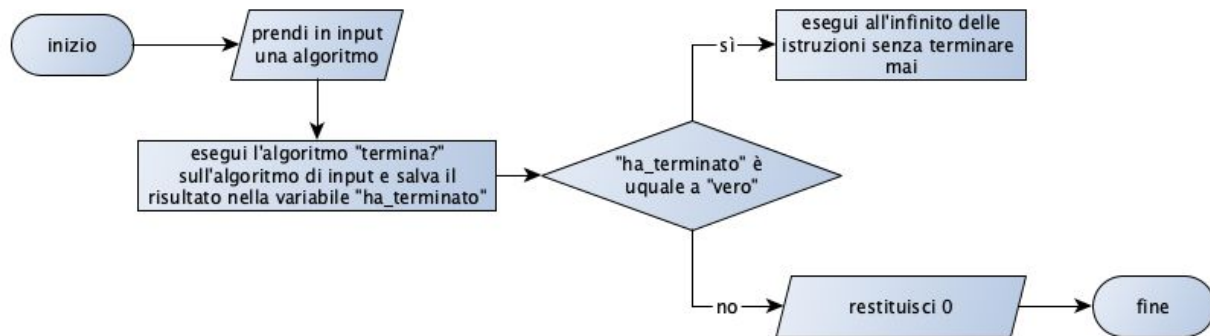 inizio
prendi in input
una algoritmo
esegui l'algoritmo "termina?"
sull'algoritmo di input e salva il
risultato nella variabile "ha_terminato"
"ha_terminato" è
uquale a "vero"
sì
esegui all'infinito delle
istruzioni senza terminare
mai
no
restituisci 0
fine